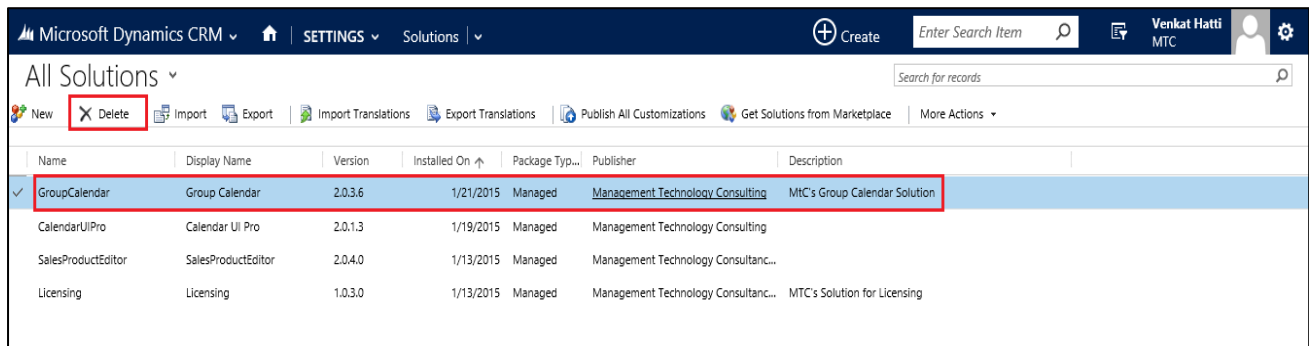 Microsoft Dynamics CRM SETTINGS Solutions Create Enter Search Item Venkat Hatti
MTC
All Solutions Search for records
New Delete Import Export Import Translations Export Translations Publish All Customizations Get Solutions from Marketplace More Actions
Name Display Name Version Installed On Package Typ... Publisher Description
GroupCalendar Group Calendar 2.0.3.6 1/21/2015 Managed Management Technology Consulting MtC's Group Calendar Solution
CalendarUIPro Calendar UI Pro 2.0.1.3 1/19/2015 Managed Management Technology Consulting
SalesProductEditor SalesProductEditor 2.0.4.0 1/13/2015 Managed Management Technology Consultanc...
Licensing Licensing 1.0.3.0 1/13/2015 Managed Management Technology Consultanc... MTC's Solution for Licensing